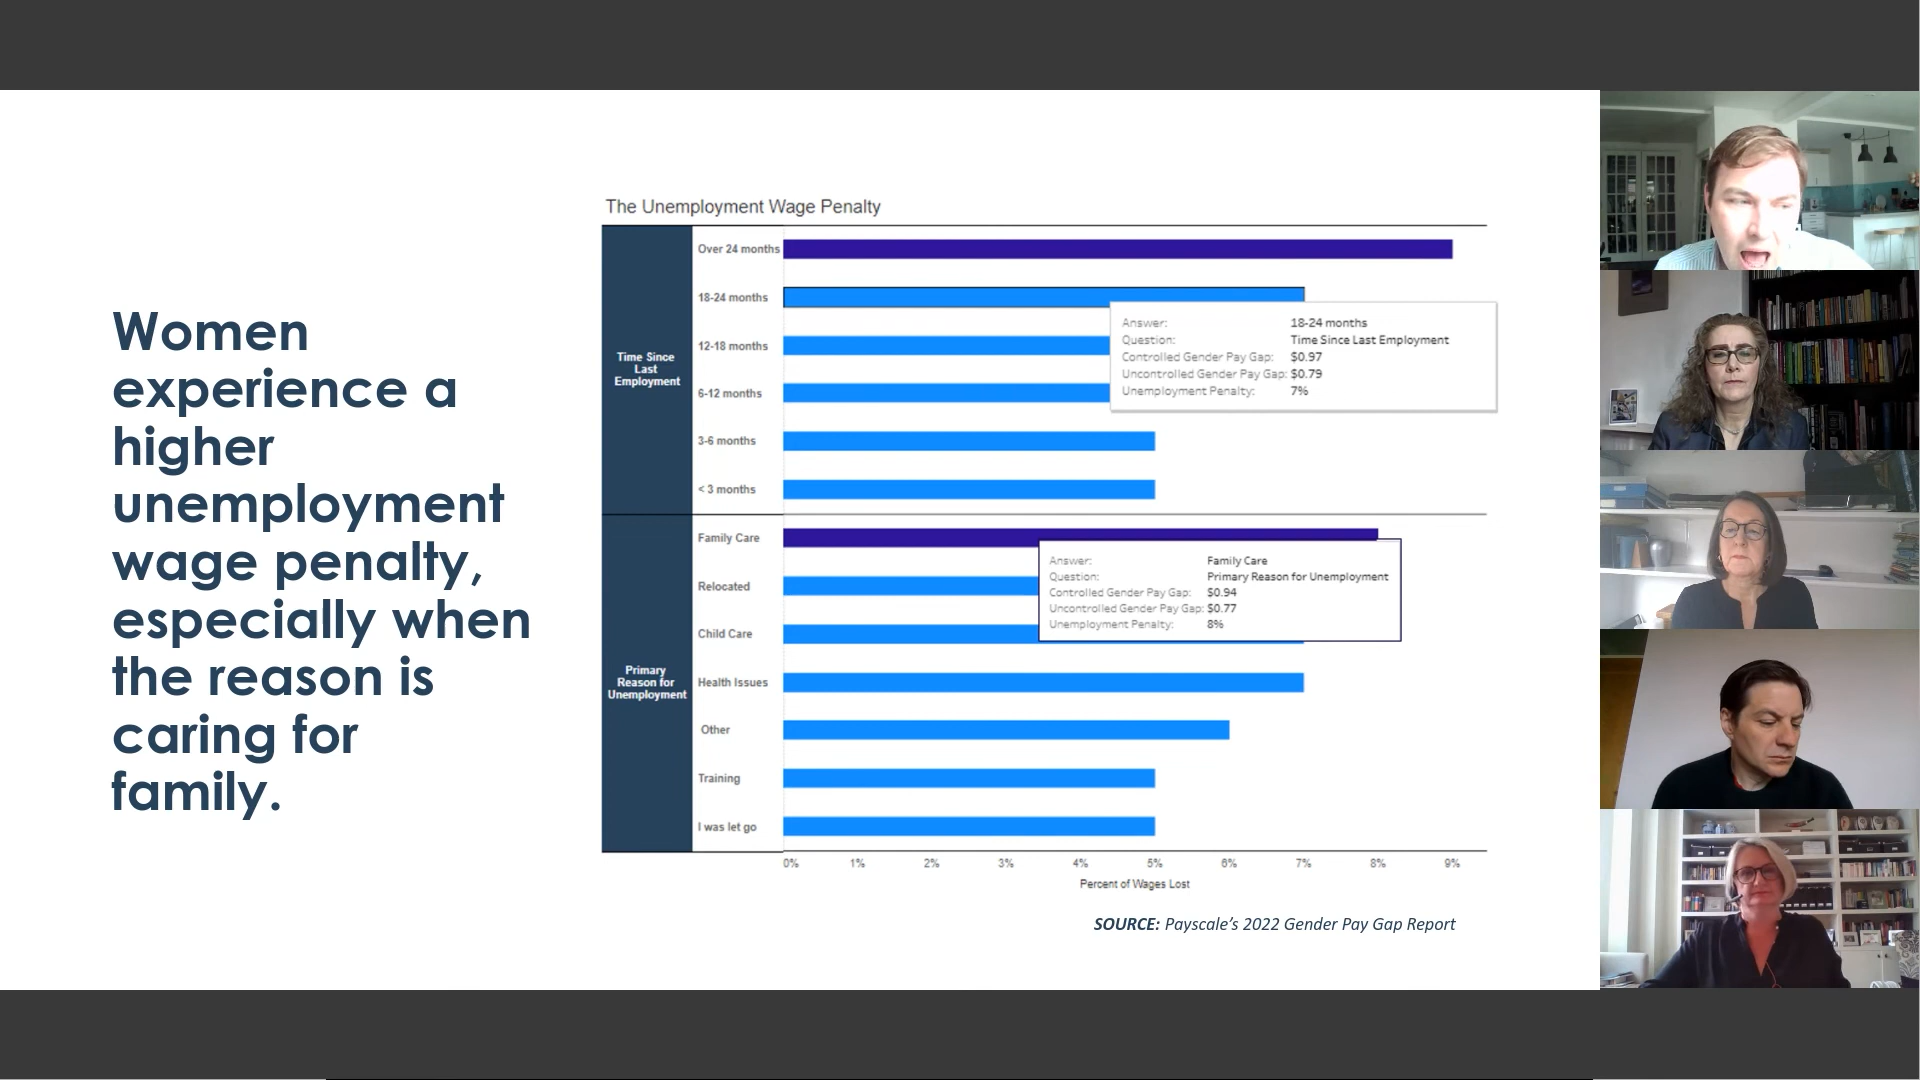 Women
experience a
higher
unemployment
wage penalty,
especially when
the reason is
caring for
family.
The Unemployment Wage Penalty
Time Since
Last
Employment
Over 24 months
18-24 months
12-18 months
6-12 months
3-6 months
< 3 months
Answer: 18-24 months
Question: Time Since Last Employment
Controlled Gender Pay Gap: $0.97
Uncontrolled Gender Pay Gap: $0.79
Unemployment Penalty: 7%
Primary
Reason for
Unemployment
Family Care
Relocated
Child Care
Health Issues
Other
Training
I was let go
Answer: Family Care
Question: Primary Reason for Unemployment
Controlled Gender Pay Gap: $0.94
Uncontrolled Gender Pay Gap: $0.77
Unemployment Penalty: 8%
0% 1% 2% 3% 4% 5% 6% 7% 8% 9%
Percent of Wages Lost
SOURCE: Payscale’s 2022 Gender Pay Gap Report